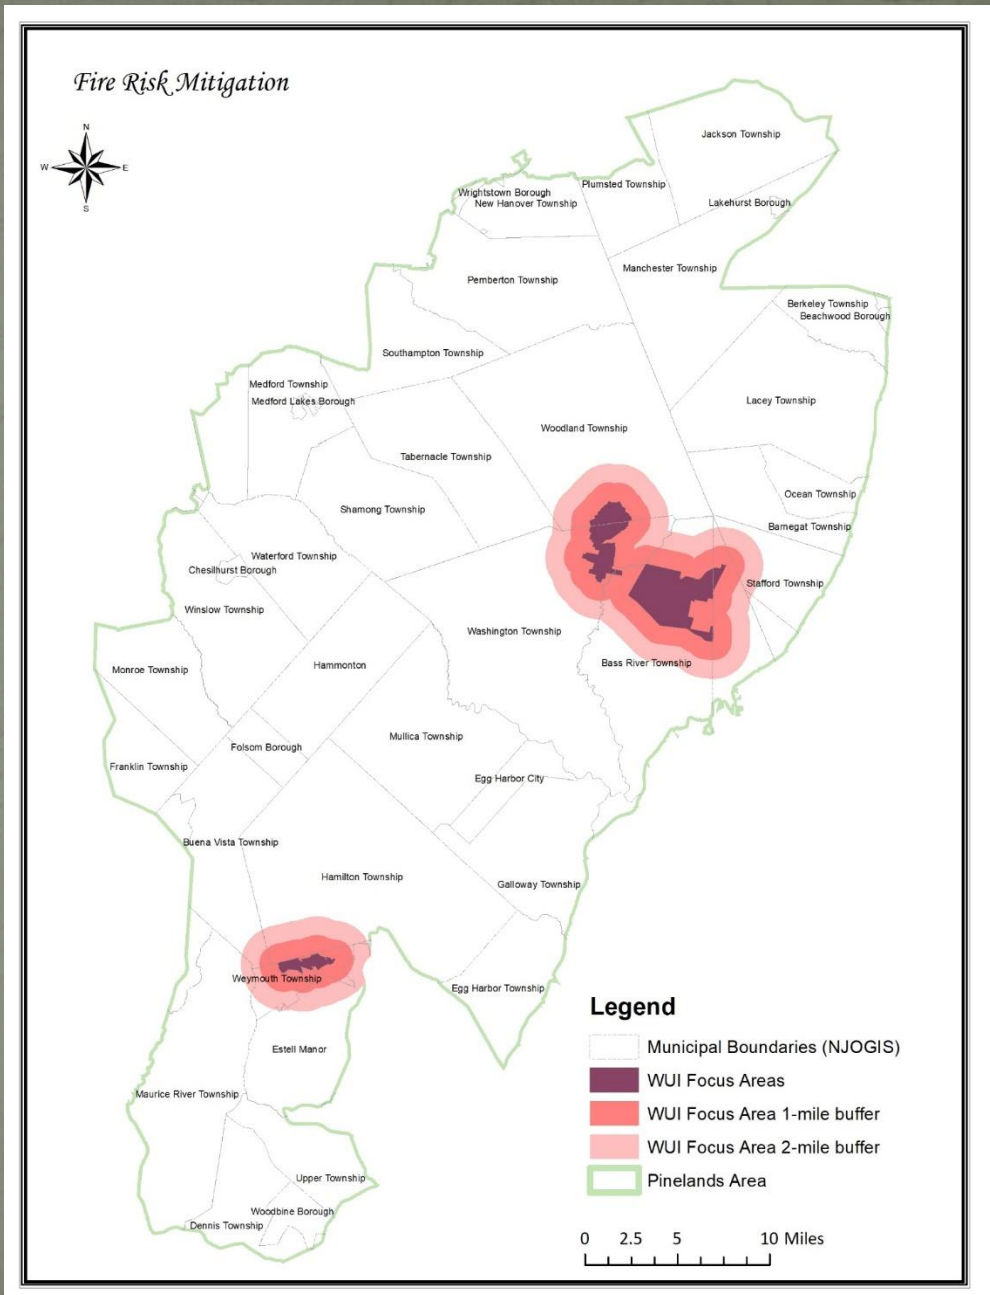 Fire Risk Mitigation
N
W E
S
Jackson Township
Plumsted Township
Wrightstown Borough
New Hanover Township
Lakehurst Borough
Manchester Township
Pemberton Township
Berkeley Township
Beachwood Borough
Southampton Township
Medford Township
Medford Lakes Borough
Lacey Township
Woodland Township
Tabernacle Township
Ocean Township
Shamong Township
Barnegat Township
Waterford Township
Chesilhurst Borough
Stafford Township
Winslow Township
Washington Township
Hammonton
Bass River Township
Monroe Township
Mullica Township
Folsom Borough
Franklin Township
Egg Harbor City
Buena Vista Township
Hamilton Township
Galloway Township
Weymouth Township
Egg Harbor Township
Estell Manor
Maurice River Township
Upper Township
Woodbine Borough
Dennis Township
Legend
Municipal Boundaries (NJOGIS)
WUI Focus Areas
WUI Focus Area 1-mile buffer
WUI Focus Area 2-mile buffer
Pinelands Area
0 2.5 5 10 Miles